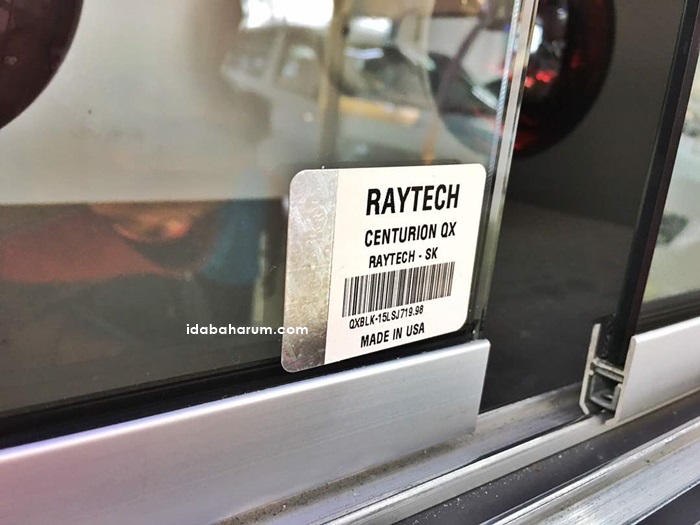 RAYTECH
CENTURION QX
RAYTECH - SK
QXBLK-15LSJ719.98
MADE IN USA
idabaharum.com